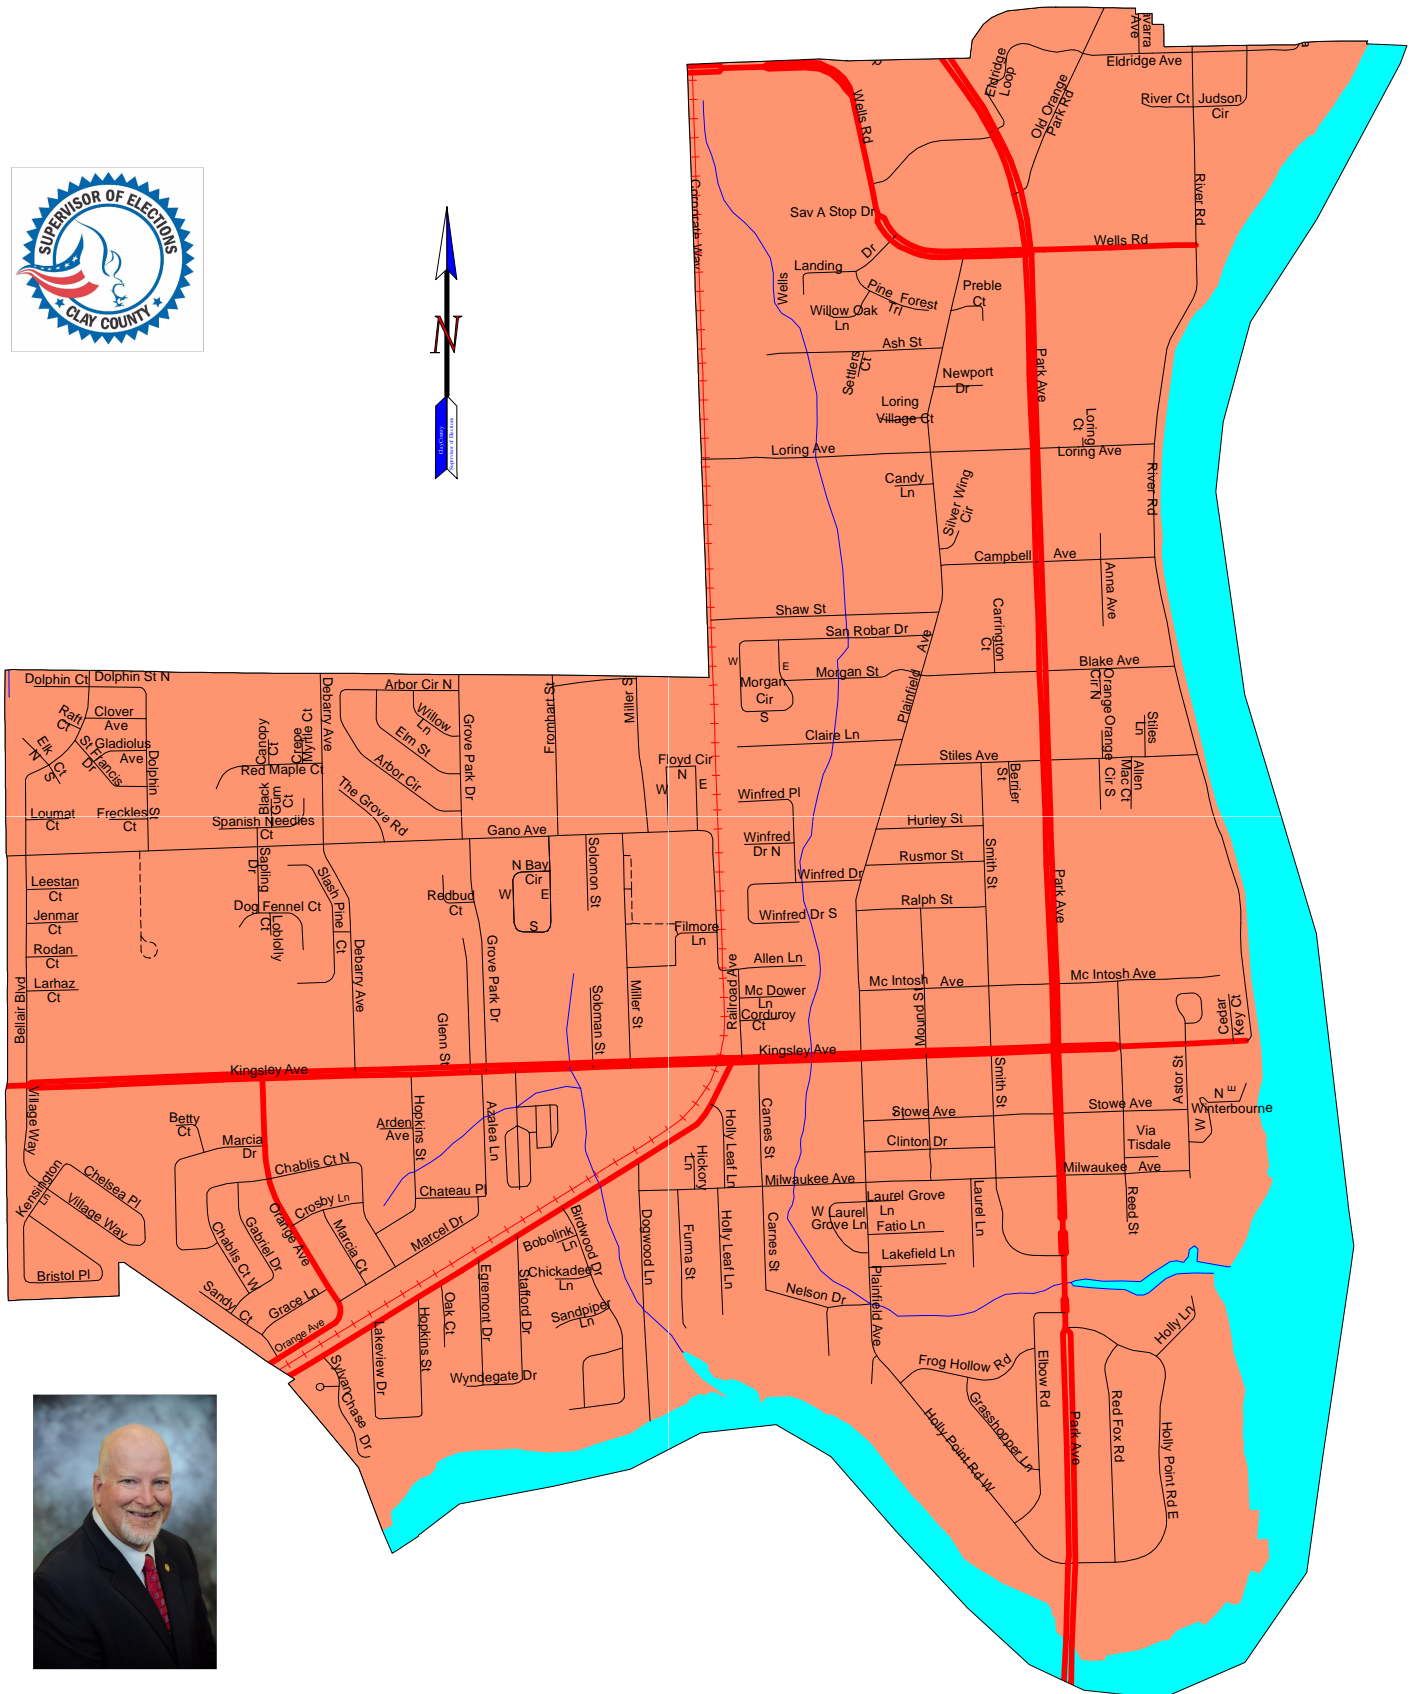 SUPERVISOR OF ELECTIONS
CLAY COUNTY
N
Clay County
Supervisor of Elections
Eldridge
Loop
Old Orange
Park Rd
Ave
Eldridge Ave
River Ct
Judson
Cir
River Rd
Wells Rd
Corporate Way
Sav A Stop Dr
Wells Rd
Landing
Dr
Wells
Pine Forest
Trl
Willow Oak
Ln
Preble
Ct
Ash St
Settlers
Ct
Park Ave
Newport
Dr
Loring
Village Ct
Loring
Ct
Loring Ave
Loring Ave
River Rd
Candy
Ln
Silver Wing
Cir
Campbell Ave
Anna Ave
Shaw St
San Robar Dr
Carrington
Ct
Plainfield Ave
W
E
Morgan
Cir
S
Morgan St
Blake Ave
Orange
Cir N
Orange
Cir S
Stiles
Ln
Claire Ln
Stiles Ave
Berrier
St
Allen
Mac Ct
Dolphin Ct
Dolphin St N
Raft
Ct
Clover
Ave
Elk
Ct
N
S
St Francis
Dr
Gladiolus
Ave
Dolphin
St
Canopy
Ct
Crepe
Myrtle Ct
Debarry Ave
Red Maple Ct
Arbor Cir N
Willow
Ln
Elm St
Arbor Cir
Grove Park Dr
Fromhart St
Miller S
Floyd Cir
N
W
E
Winfred Pl
Loumat
Ct
Freckles
Ct
Black
Gum
Ct
Spanish Needles
Ct
The Grove Rd
Gano Ave
Winfred
Dr N
Hurley St
Smith St
Rusmor St
Leestan
Ct
Sapling
Dr
Slash Pine
Ct
N Bay
Cir
W
E
S
Solomon St
Winfred Dr
Park Ave
Redbud
Ct
Ralph St
Jenmar
Ct
Dog Fennel Ct
Loblolly
Ct
Winfred Dr S
Filmore
Ln
Rodan
Ct
Debarry Ave
Grove Park Dr
Allen Ln
Larhaz
Ct
Bellair Blvd
Soloman St
Miller St
Railroad Ave
Mc Dower
Ln
Corduroy
Ct
Mc Intosh Ave
Mound St
Mc Intosh Ave
Cedar
Key Ct
Glenn St
Kingsley Ave
Kingsley Ave
Village Way
Smith St
Astor St
N
E
W
Winterbourne
Betty
Ct
Marcia
Dr
Arden
Ave
Hopkins St
Azalea Ln
Holly Leaf Ln
Carnes St
Stowe Ave
St
Stowe Ave
Via
Tisdale
Clinton Dr
Hickory
Ln
Milwaukee Ave
Milwaukee Ave
Kensington
Ln
Chelsea Pl
Village Way
Chablis Ct N
Chateau Pl
Crosby Ln
Chablis Ct W
Gabriel Dr
Orange Ave
Marcia Ct
Marcel Dr
Birdwood Dr
Dogwood Ln
Furma St
Holly Leaf Ln
Carnes St
W Laurel
Grove Ln
Laurel Grove
Ln
Fatio Ln
Laurel Ln
Reed St
Lakefield Ln
Bobolink
Ln
Chickadee
Ln
Bristol Pl
Sandy Ct
Grace Ln
Orange Ave
Oak Ct
Hopkins St
Egremont Dr
Stafford Dr
Sandpiper
Ln
Nelson Dr
Plainfield Ave
Holly Ln
Lakeview Dr
Sylvan Chase Dr
Wyndegate Dr
Frog Hollow Rd
Elbow Rd
Grasshopper Ln
Holly Point Rd W
Park Ave
Red Fox Rd
Holly Point Rd E